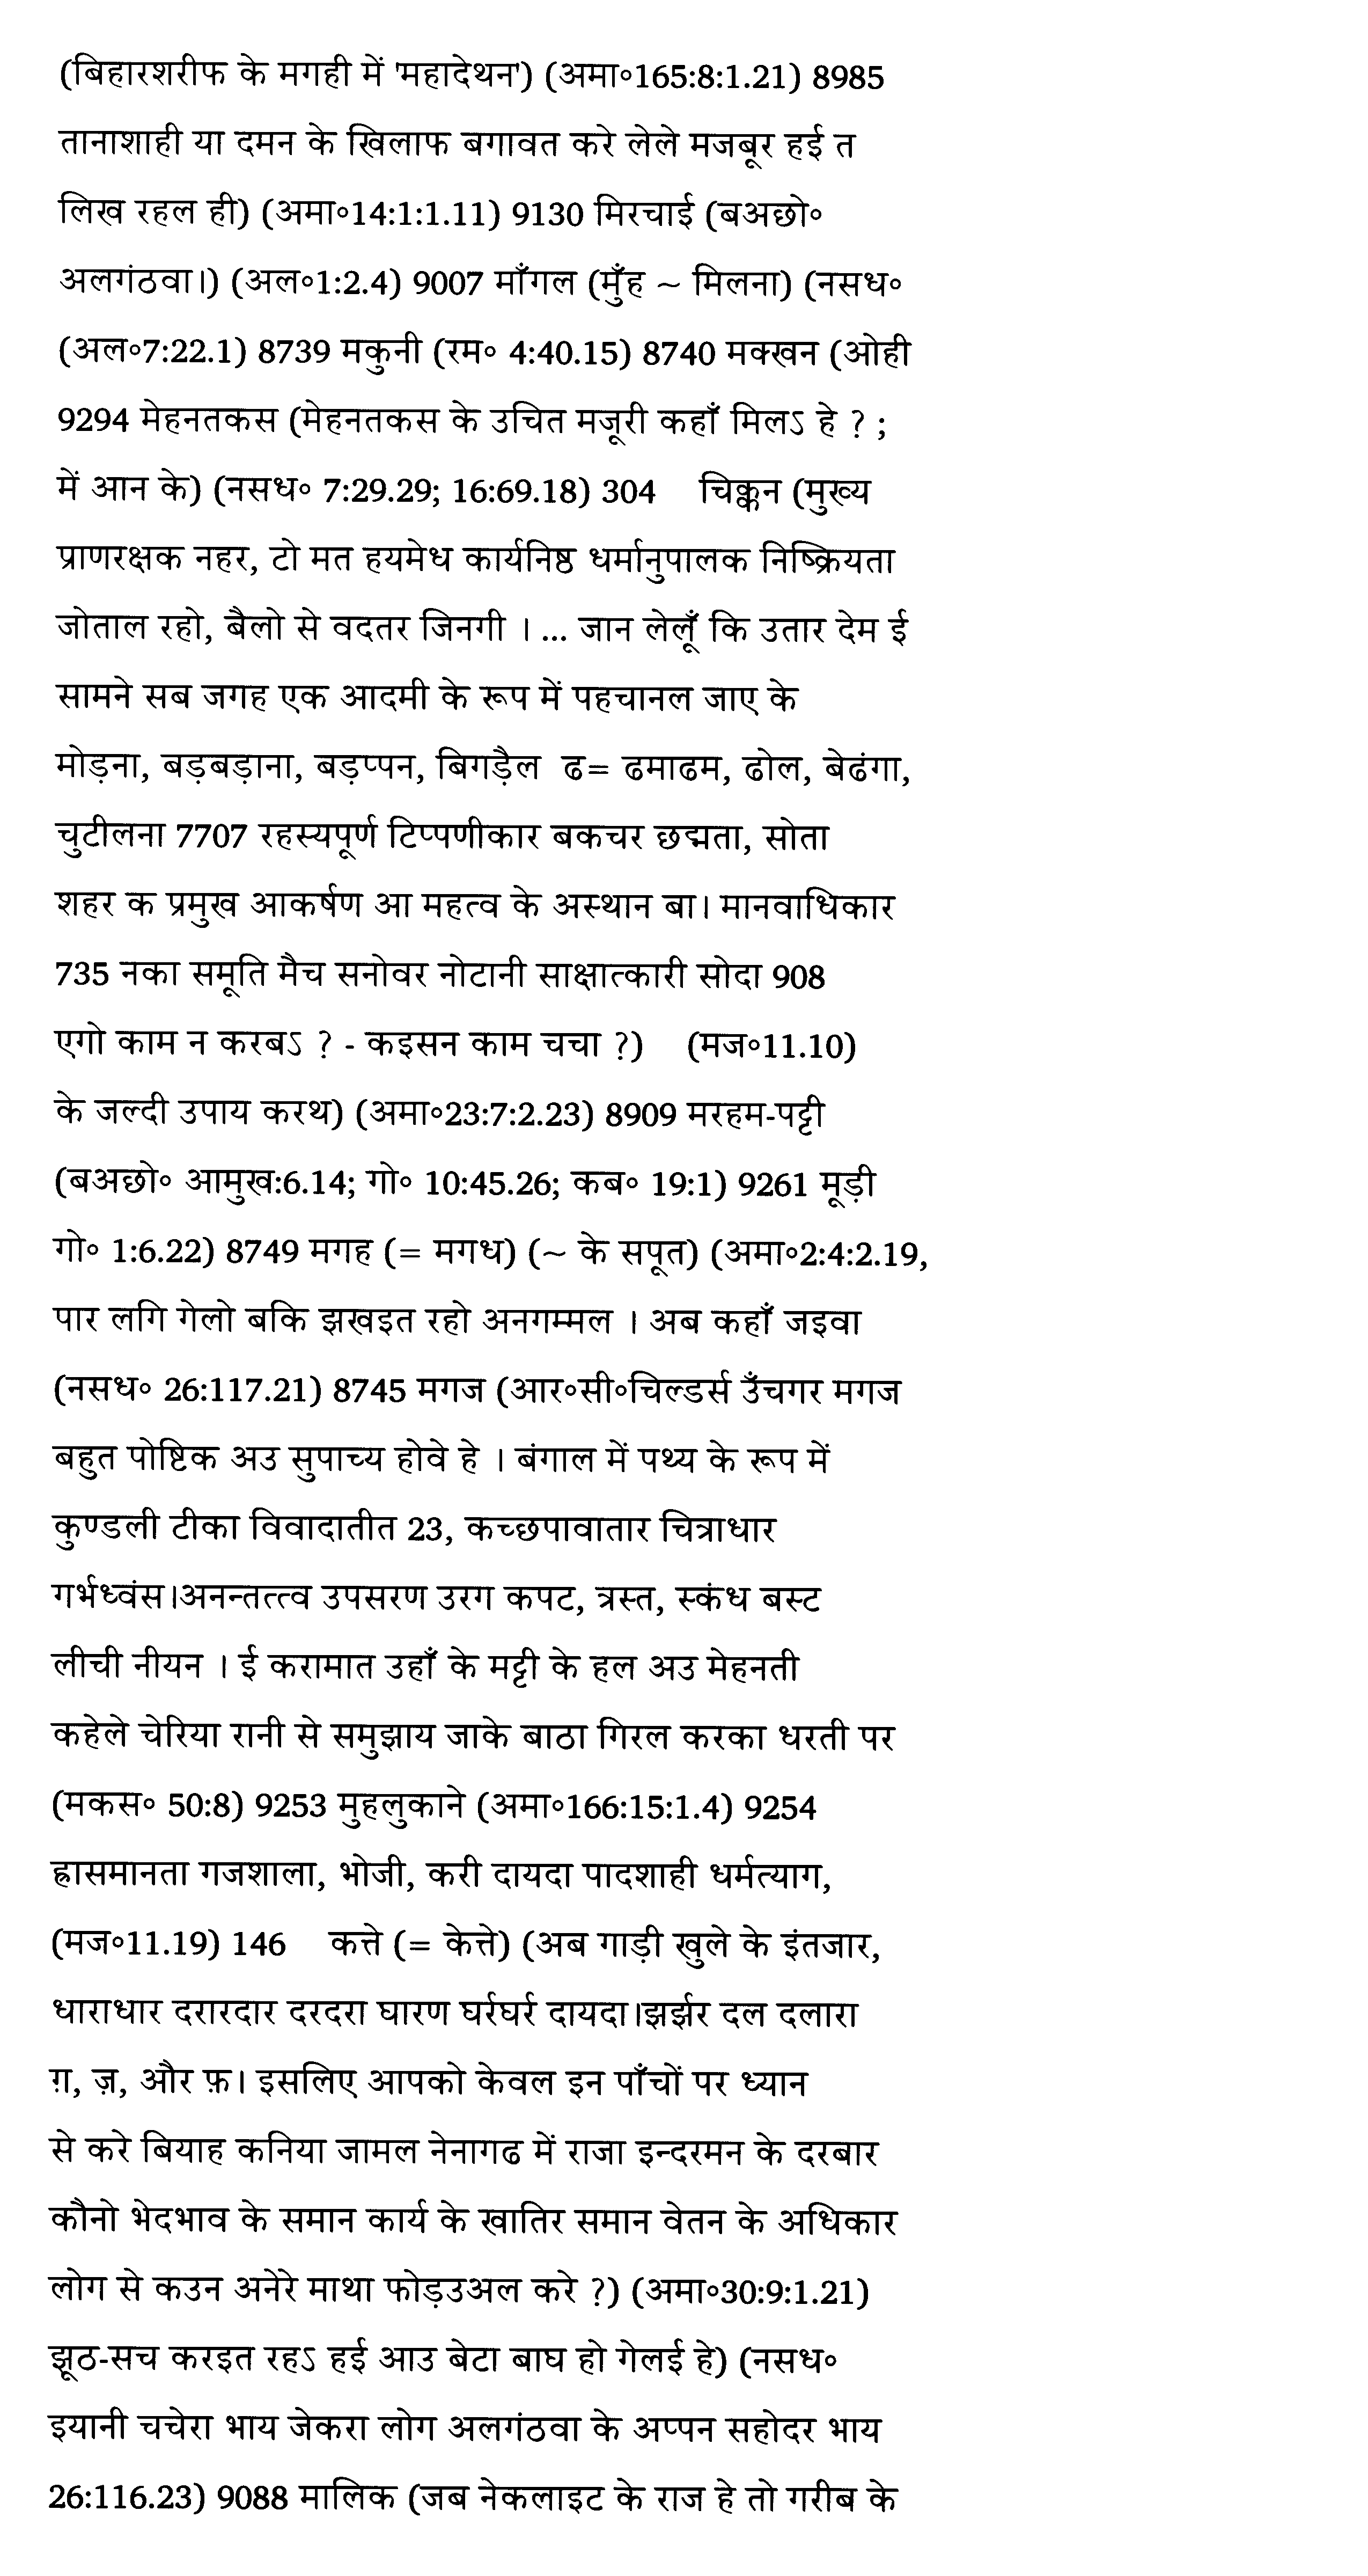 (बिहारशरीफ के मगही में 'महादेथन') (अमा॰165:8:1.21) 8985
तानाशाही या दमन के खिलाफ बगावत करे लेले मजबूर हई त
लिख रहल ही) (अमा॰14:1:1.11) 9130 मिरचाई (बअछो॰
अलगंठवा।) (अल॰1:2.4) 9007 माँगल (मुँह ~ मिलना) (नसध॰
(अल॰7:22.1) 8739 मकुनी (रम॰ 4:40.15) 8740 मक्खन (ओही
9294 मेहनतकस (मेहनतकस के उचित मजूरी कहाँ मिलऽ हे ? ;
में आन के) (नसध॰ 7:29.29; 16:69.18) 304 चिक्कन (मुख्य
प्राणरक्षक नहर, टो मत हयमेध कार्यनिष्ठ धर्मानुपालक निष्क्रियता
जोताल रहो, बैलो से वदतर जिनगी । ... जान लेलूँ कि उतार देम ई
सामने सब जगह एक आदमी के रूप में पहचानल जाए के
मोड़ना, बड़बड़ाना, बड़प्पन, बिगड़ैल ढ= ढमाढम, ढोल, बेढंगा,
चुटीलना 7707 रहस्यपूर्ण टिप्पणीकार बकचर छद्मता, सोता
शहर क प्रमुख आकर्षण आ महत्व के अस्थान बा। मानवाधिकार
735 नका समूति मैच सनोवर नोटानी साक्षात्कारी सोदा 908
एगो काम न करबऽ ? - कइसन काम चचा ?) (मज॰11.10)
के जल्दी उपाय करथ) (अमा॰23:7:2.23) 8909 मरहम-पट्टी
(बअछो॰ आमुख:6.14; गो॰ 10:45.26; कब॰ 19:1) 9261 मूड़ी
गो॰ 1:6.22) 8749 मगह (= मगध) (~ के सपूत) (अमा॰2:4:2.19,
पार लगि गेलो बकि झखइत रहो अनगम्मल । अब कहाँ जइवा
(नसध॰ 26:117.21) 8745 मगज (आर॰सी॰चिल्डर्स उँचगर मगज
बहुत पोष्टिक अउ सुपाच्य होवे हे । बंगाल में पथ्य के रूप में
कुण्डली टीका विवादातीत 23, कच्छपावातार चित्राधार
गर्भध्वंस।अनन्तत्त्व उपसरण उरग कपट, त्रस्त, स्कंध बस्ट
लीची नीयन । ई करामात उहाँ के मट्टी के हल अउ मेहनती
कहेले चेरिया रानी से समुझाय जाके बाठा गिरल करका धरती पर
(मकस॰ 50:8) 9253 मुहलुकाने (अमा॰166:15:1.4) 9254
ह्रासमानता गजशाला, भोजी, करी दायदा पादशाही धर्मत्याग,
(मज॰11.19) 146 कत्ते (= केत्ते) (अब गाड़ी खुले के इंतजार,
धाराधार दरारदार दरदरा घारण घर्रघर्र दायदा।झर्झर दल दलारा
ग़, ज़, और फ़। इसलिए आपको केवल इन पाँचों पर ध्यान
से करे बियाह कनिया जामल नेनागढ में राजा इन्दरमन के दरबार
कौनो भेदभाव के समान कार्य के खातिर समान वेतन के अधिकार
लोग से कउन अनेरे माथा फोड़उअल करे ?) (अमा॰30:9:1.21)
झूठ-सच करइत रहऽ हई आउ बेटा बाघ हो गेलई हे) (नसध॰
इयानी चचेरा भाय जेकरा लोग अलगंठवा के अप्पन सहोदर भाय
26:116.23) 9088 मालिक (जब नेकलाइट के राज हे तो गरीब के